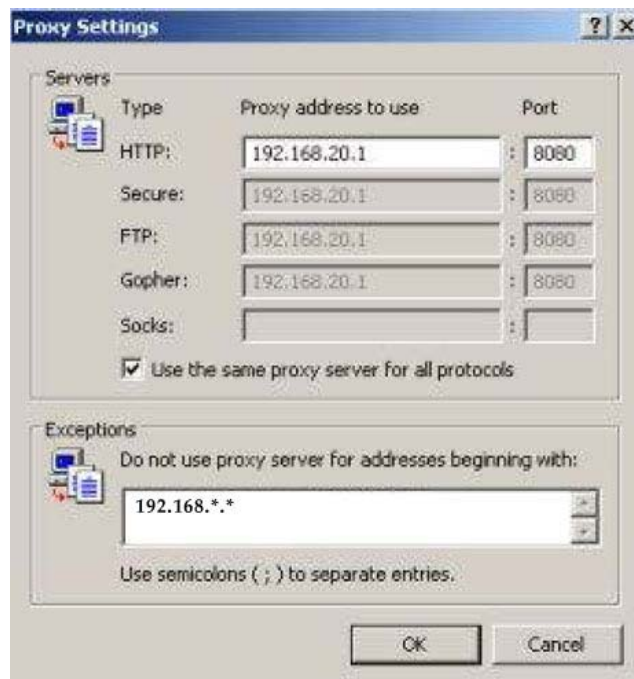 Proxy Settings
Servers
Type Proxy address to use Port
HTTP: 192.168.20.1 : 8080
Secure: 192.168.20.1 : 8080
FTP: 192.168.20.1 : 8080
Gopher: 192.168.20.1 : 8080
Socks: :
Use the same proxy server for all protocols
Exceptions
Do not use proxy server for addresses beginning with:
192.168.*.*
Use semicolons ( ; ) to separate entries.
OK Cancel